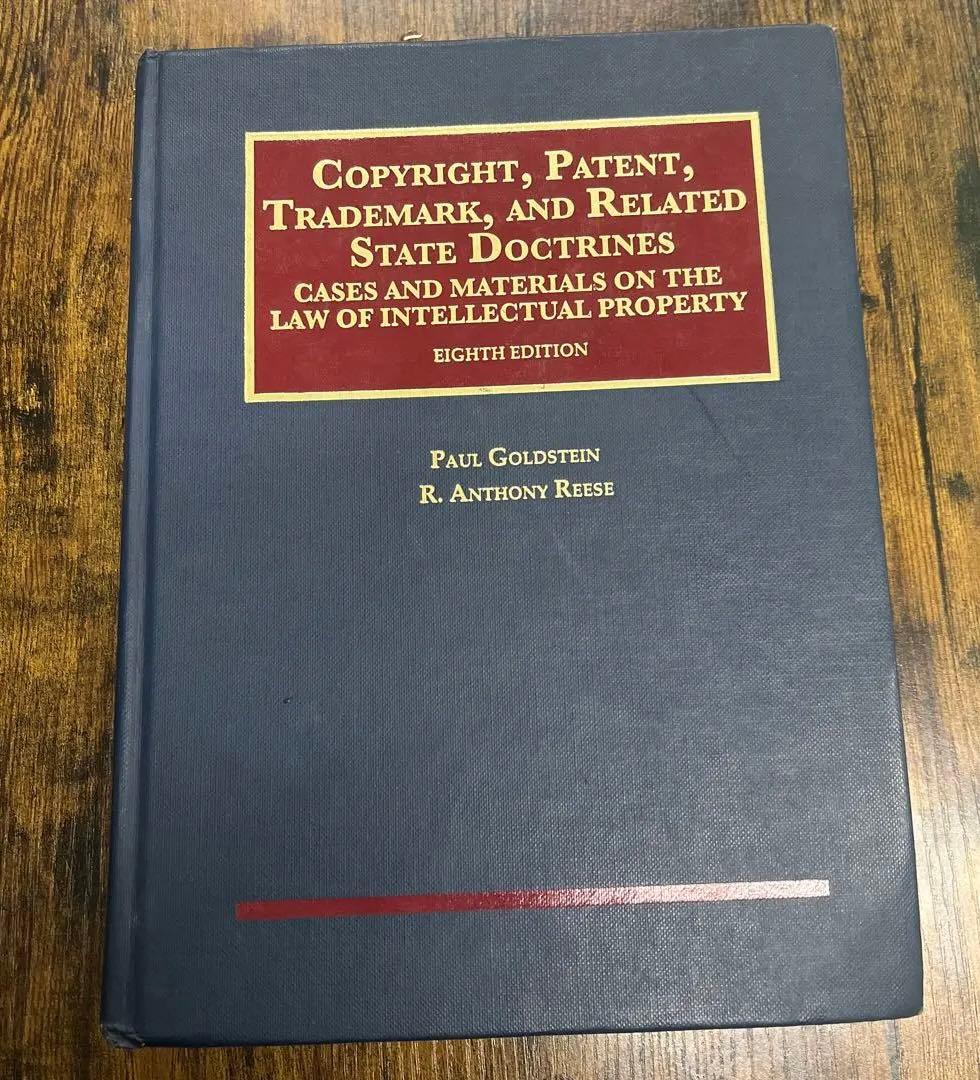 COPYRIGHT, PATENT,
TRADEMARK, AND RELATED
STATE DOCTRINES
CASES AND MATERIALS ON THE
LAW OF INTELLECTUAL PROPERTY
EIGHTH EDITION
PAUL GOLDSTEIN
R. ANTHONY REESE